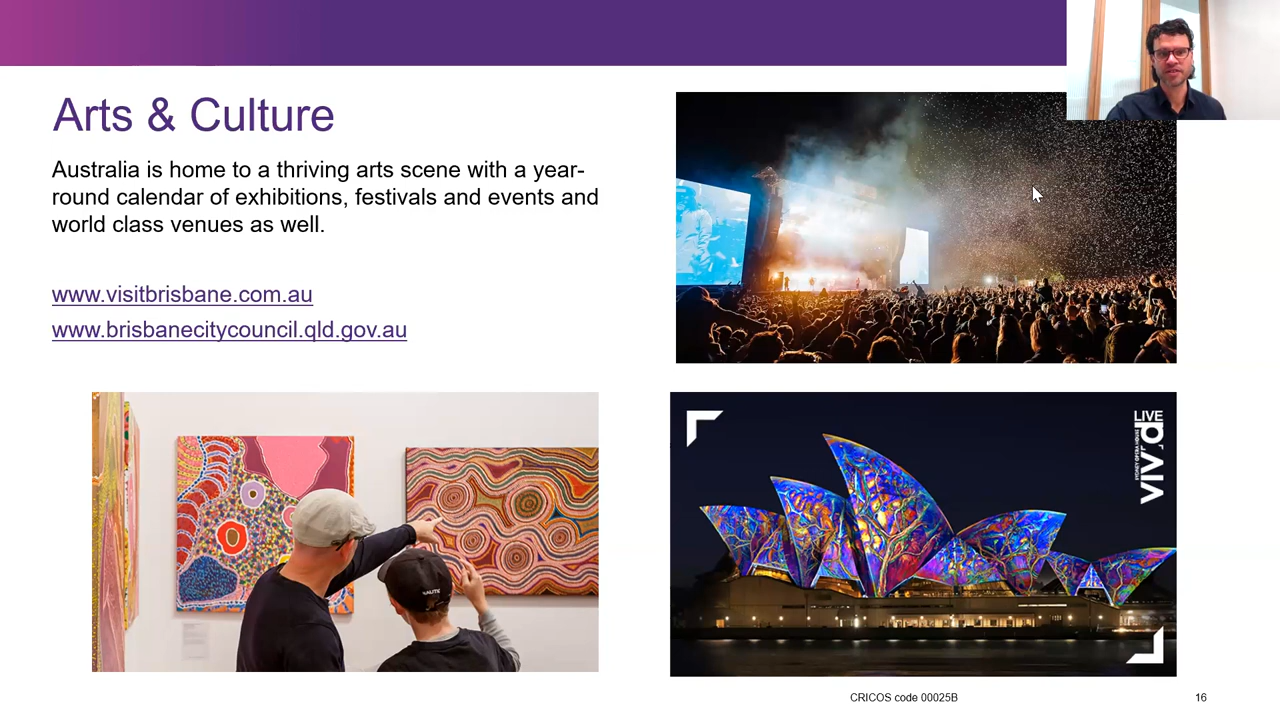 Arts & Culture
Australia is home to a thriving arts scene with a year-
round calendar of exhibitions, festivals and events and
world class venues as well.
www.visitbrisbane.com.au
www.brisbanecitycouncil.qld.gov.au
LIVE
VIVID
CRICOS code 00025B
16